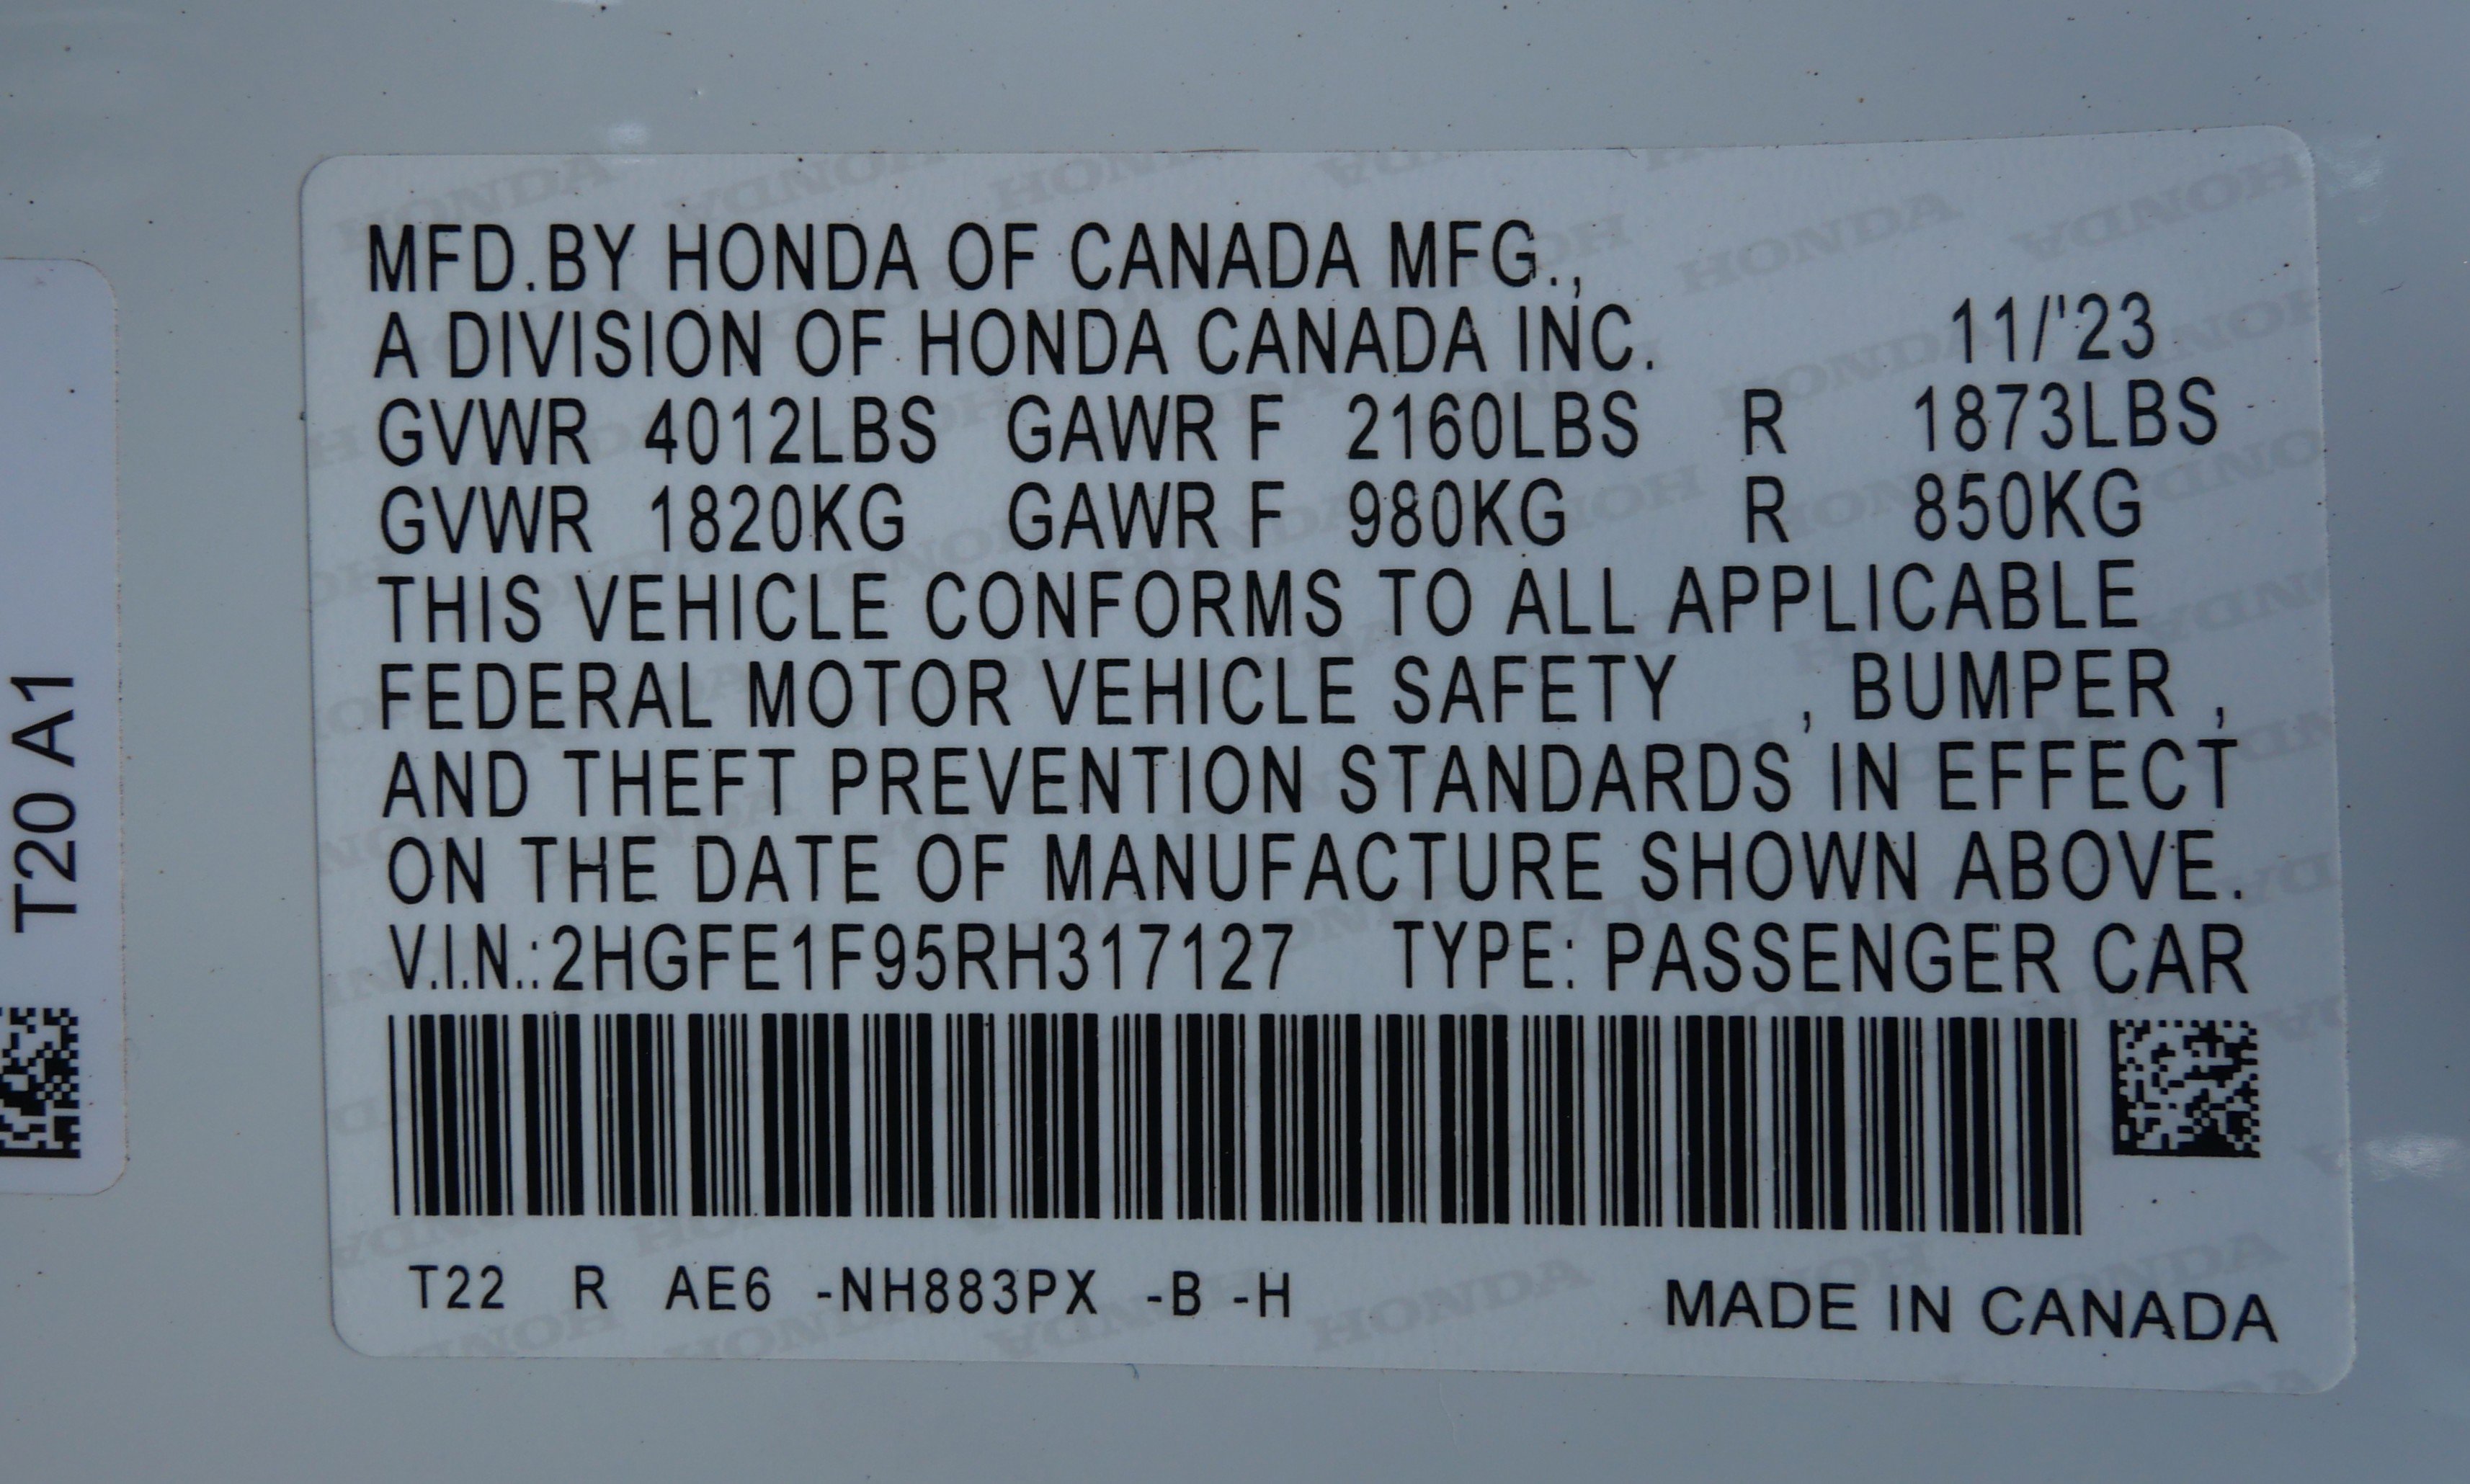 MFD.BY HONDA OF CANADA MFG.,
A DIVISION OF HONDA CANADA INC. 11/'23
GVWR 4012LBS GAWR F 2160LBS R 1873LBS
GVWR 1820KG GAWR F 980KG R 850KG
THIS VEHICLE CONFORMS TO ALL APPLICABLE
FEDERAL MOTOR VEHICLE SAFETY , BUMPER ,
AND THEFT PREVENTION STANDARDS IN EFFECT
ON THE DATE OF MANUFACTURE SHOWN ABOVE.
V.I.N.:2HGFE1F95RH317127 TYPE: PASSENGER CAR
T22 R AE6 -NH883PX -B -H MADE IN CANADA
T20 A1